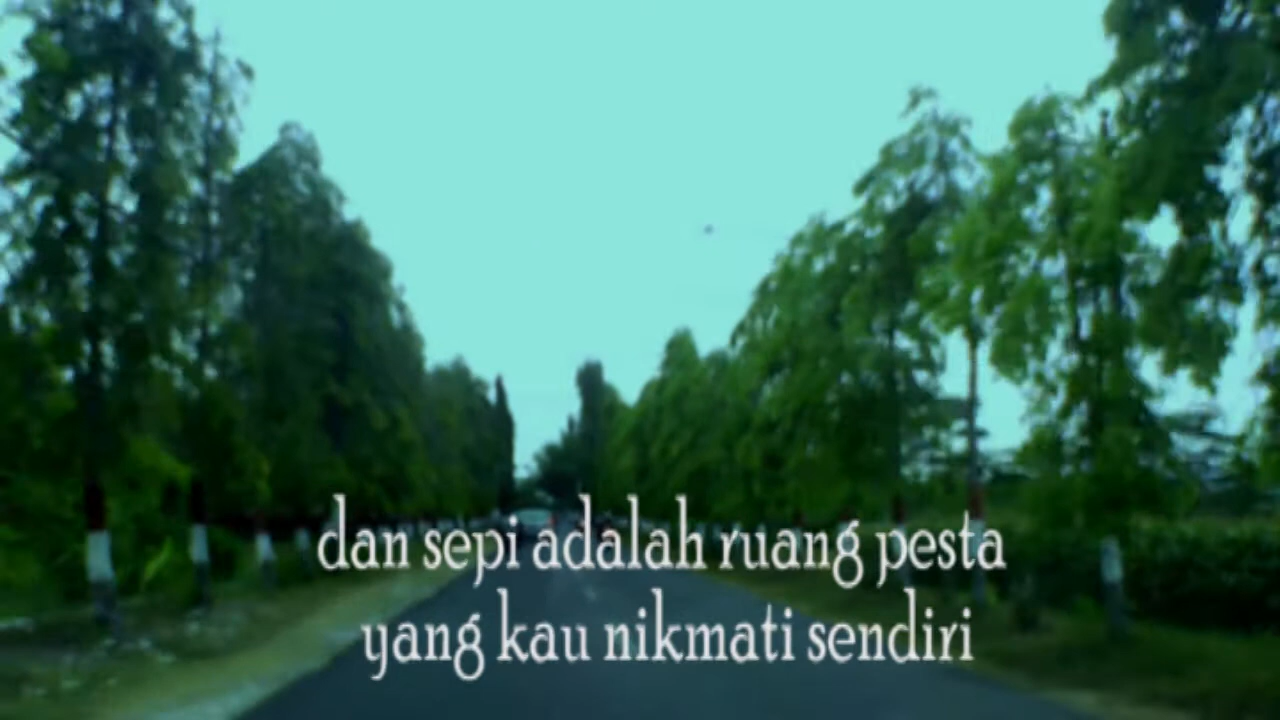 dan sepi adalah ruang pesta
yang kau nikmati sendiri